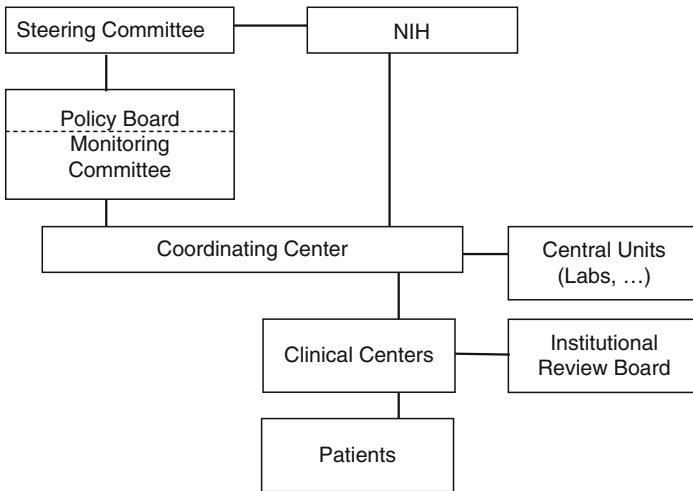 Steering Committee
NIH
Policy Board
Monitoring
Committee
Coordinating Center
Central Units
(Labs, …)
Clinical Centers
Institutional
Review Board
Patients